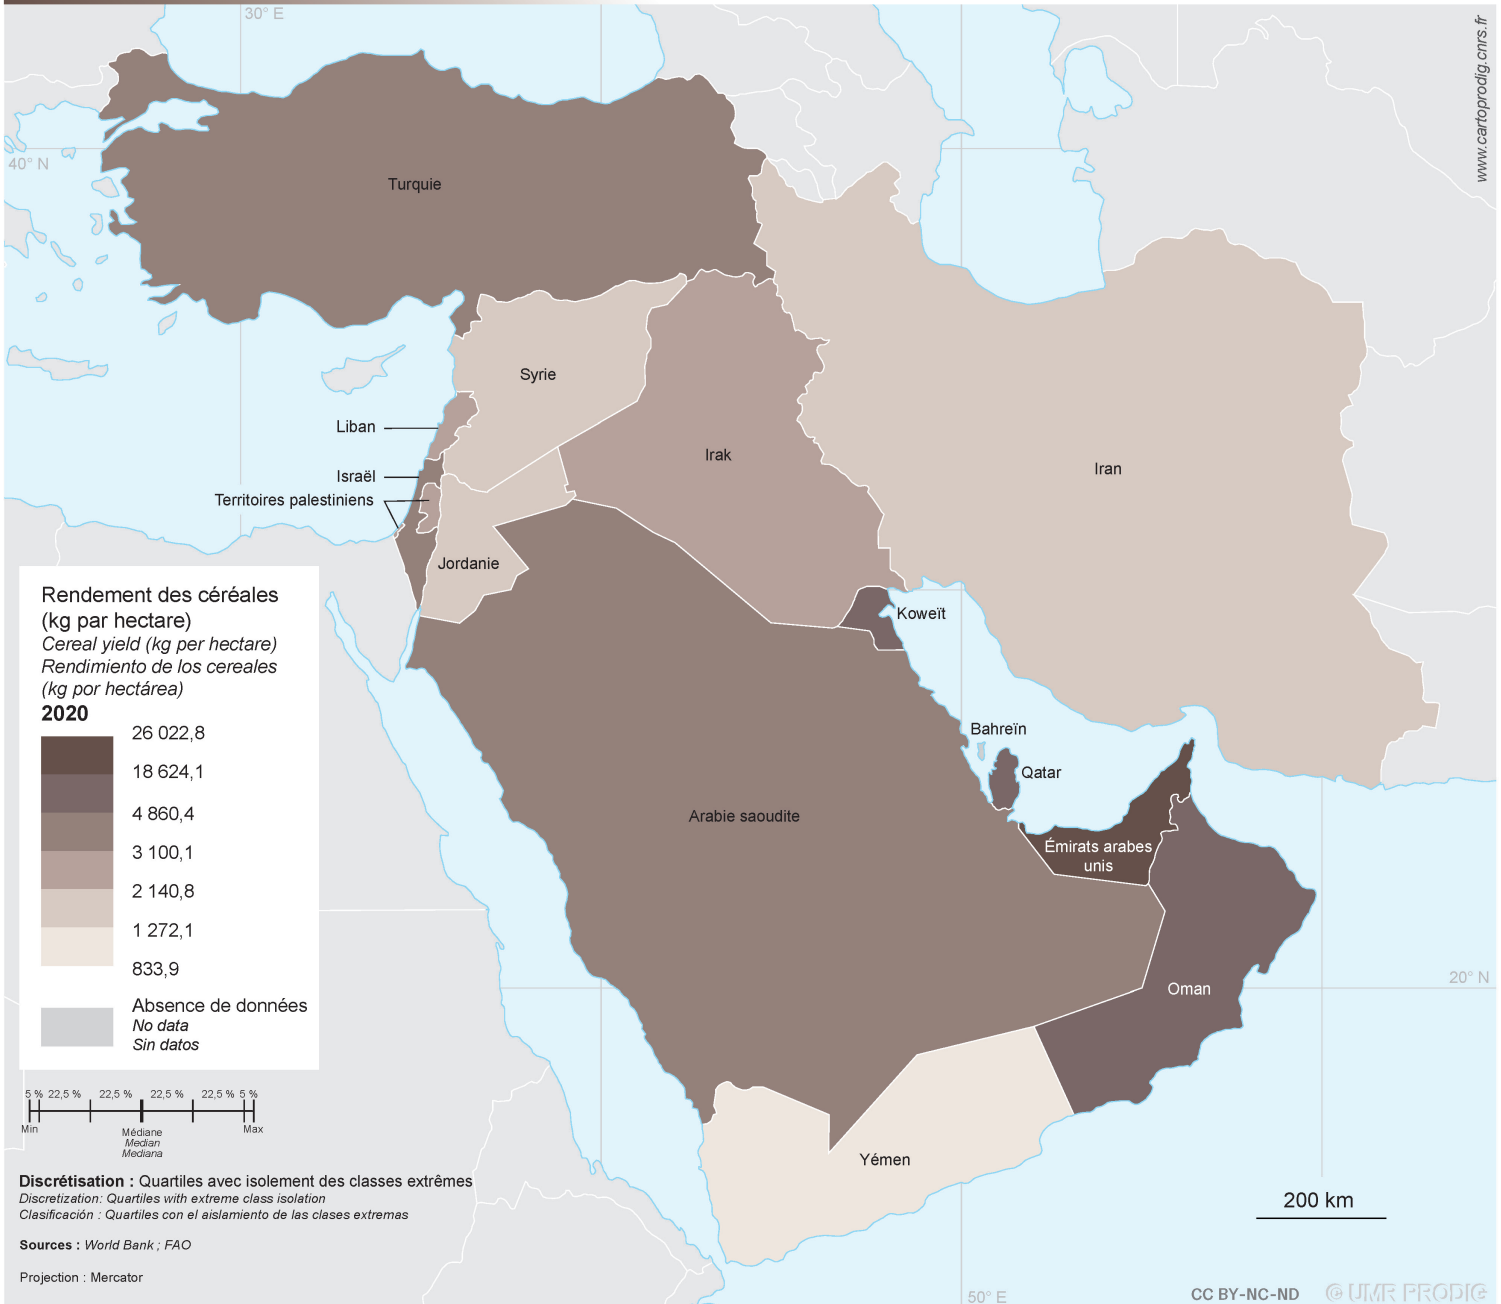 30° E
www.cartoprodig.cnrs.fr
40° N
Turquie
Syrie
Liban
Irak
Iran
Israël
Territoires palestiniens
Jordanie
Koweït
Bahreïn
Qatar
Arabie saoudite
Émirats arabes
unis
Oman
20° N
Yémen
Rendement des céréales
(kg par hectare)
Cereal yield (kg per hectare)
Rendimiento de los cereales
(kg por hectárea)
2020
26 022,8
18 624,1
4 860,4
3 100,1
2 140,8
1 272,1
833,9
Absence de données
No data
Sin datos
5 % 22,5 % 22,5 % 22,5 % 22,5 % 5 %
Min Médiane Max
Median
Mediana
Discrétisation : Quartiles avec isolement des classes extrêmes
Discretization: Quartiles with extreme class isolation
Clasificación : Quartiles con el aislamiento de las clases extremas
Sources : World Bank ; FAO
Projection : Mercator
200 km
50° E
CC BY-NC-ND © UMR PRODIG